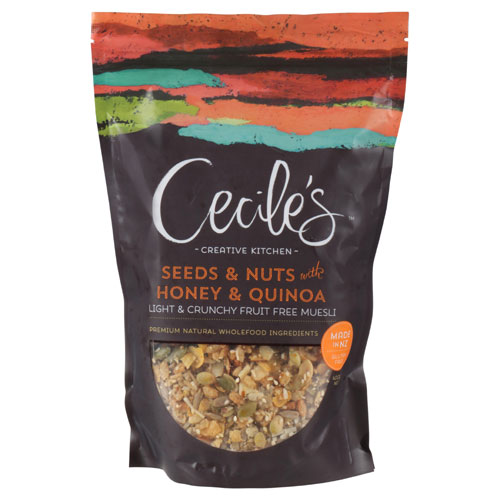 Cecile's
- CREATIVE KITCHEN -
SEEDS & NUTS with
HONEY & QUINOA
LIGHT & CRUNCHY FRUIT FREE MUESLI
PREMIUM NATURAL WHOLEFOOD INGREDIENTS
MADE
IN NZ